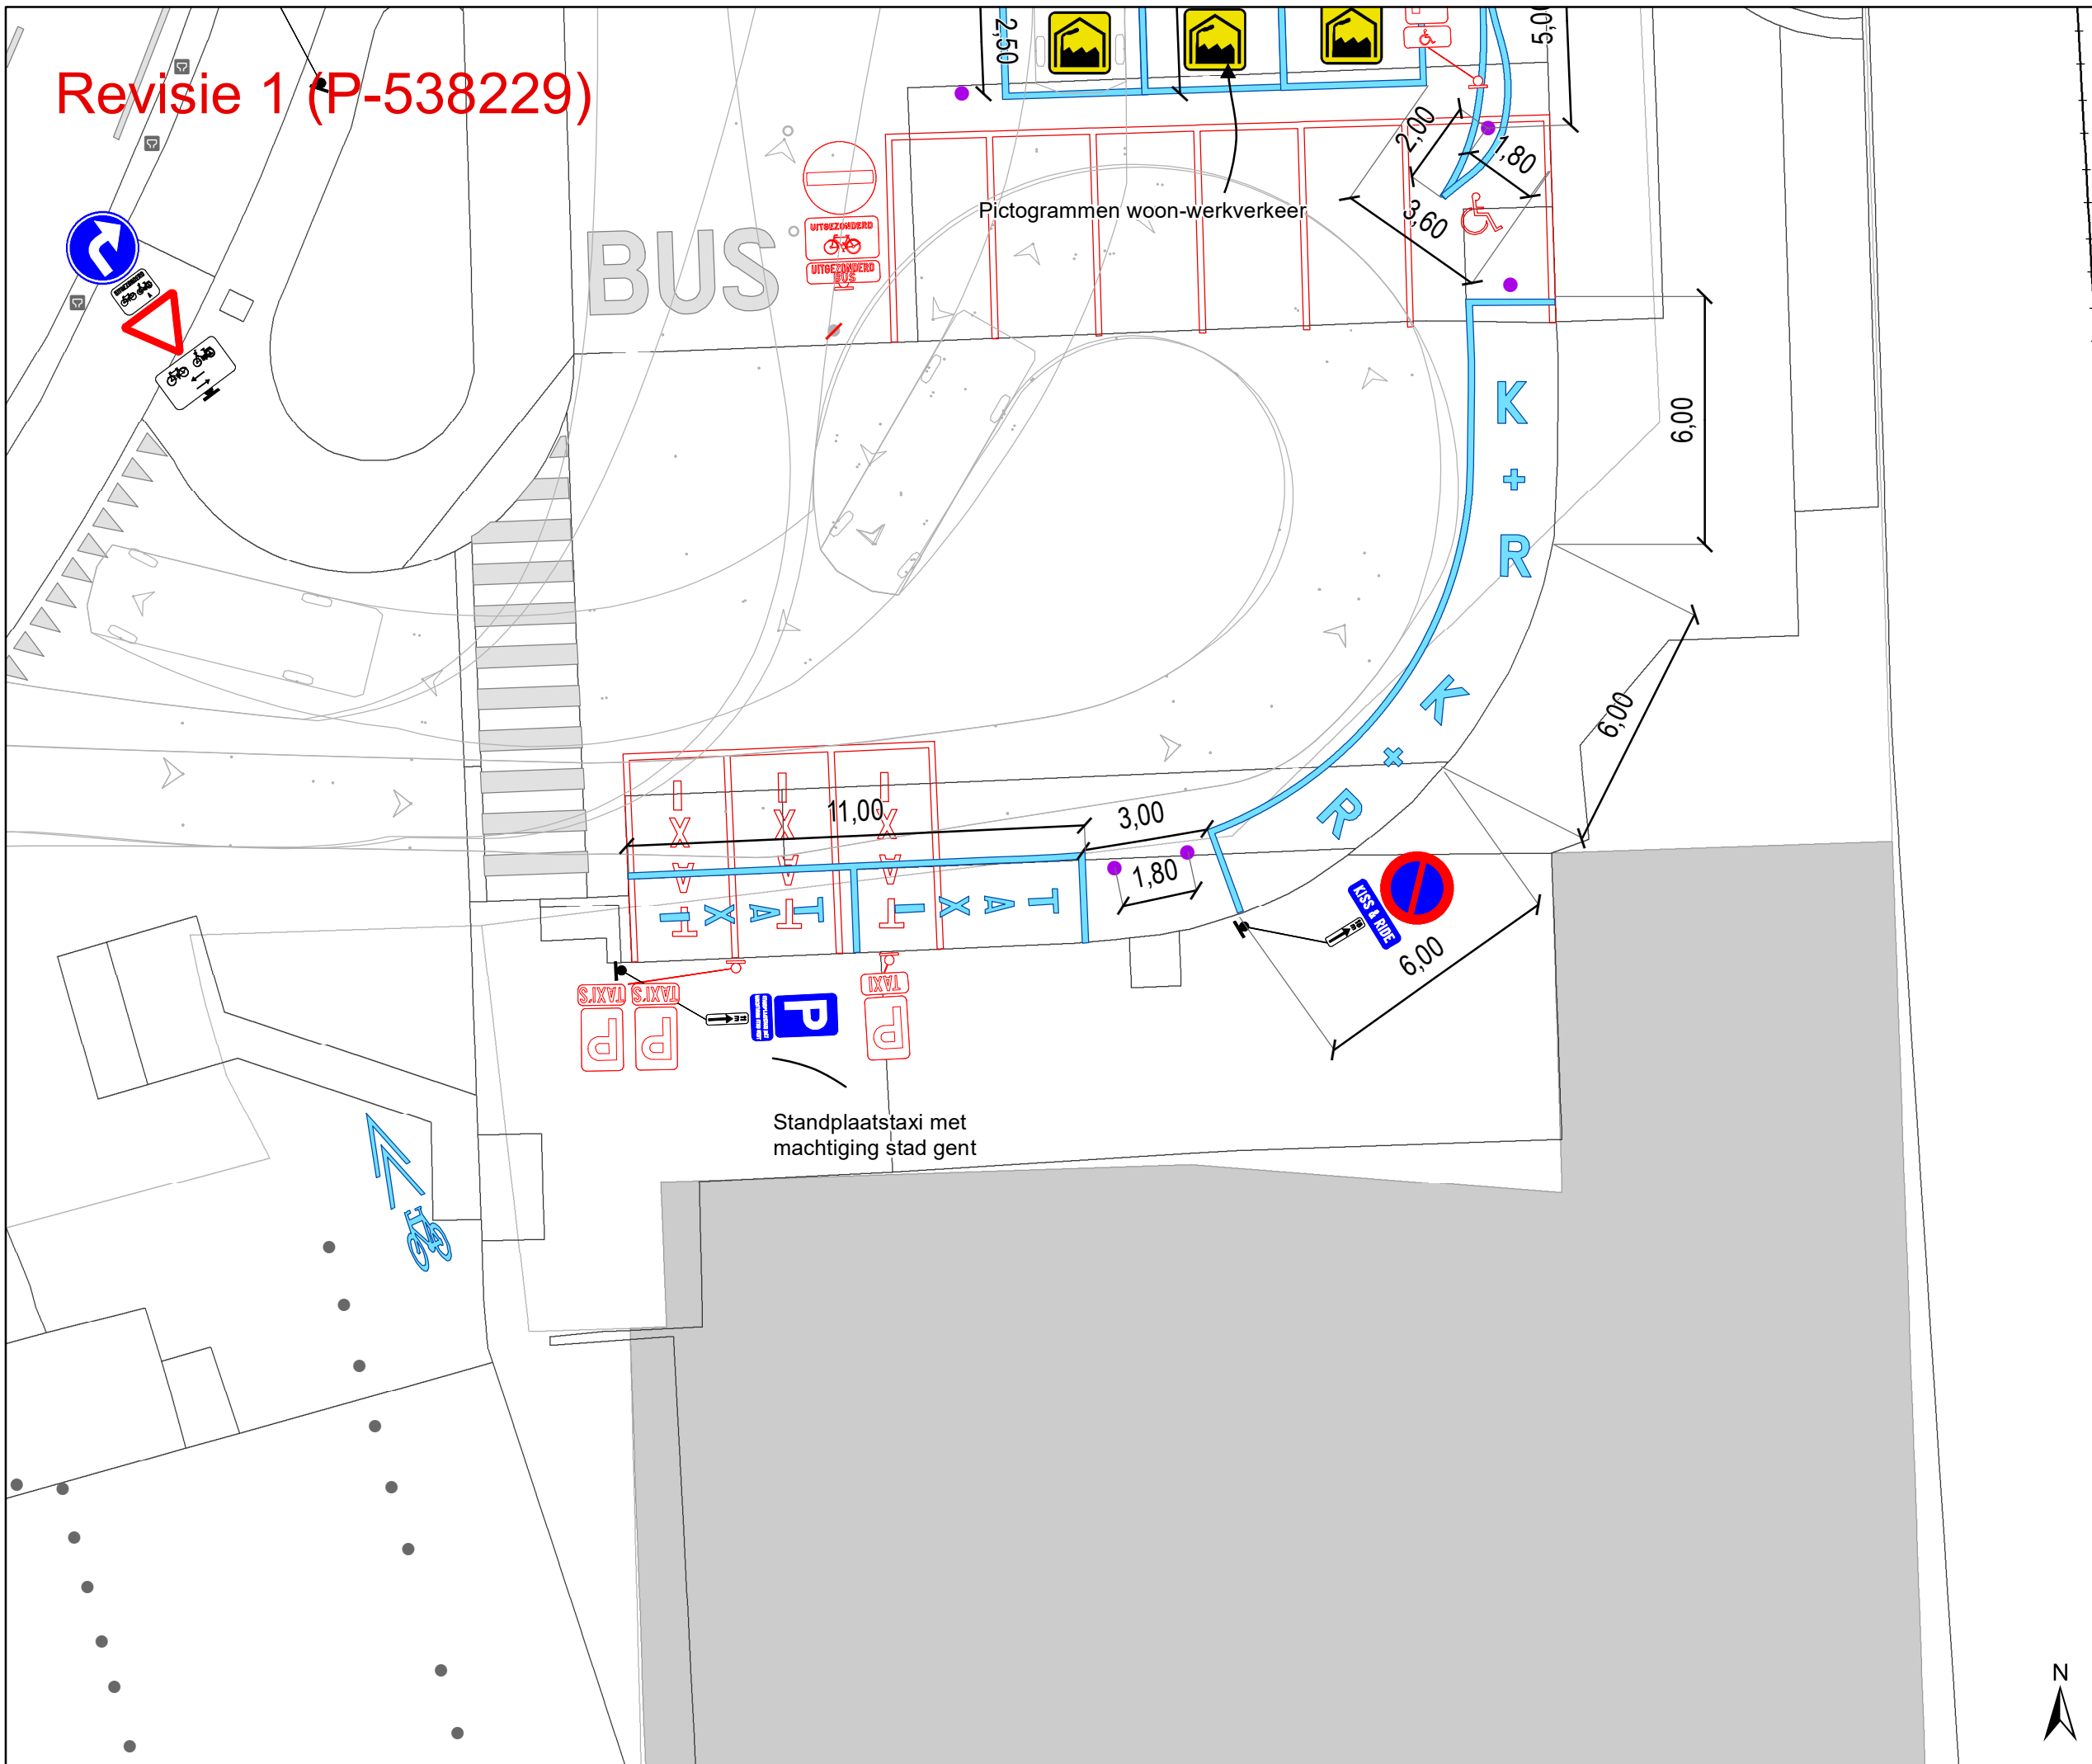 2,50
5,0
Revisie 1 (P-538229)
2,00
1,80
Pictogrammen woon-werkverkeer
3,60
UITGEZONDERD
UITGEZONDERD
BUS
BUS
K
+
R
6,00
6,00
K
+
R
TAXI
TAXI
TAXI
11,00
3,00
1,80
TAXI
TAXI
KISS & RIDE
6,00
TAXI'S
TAXI'S
TAXI
P
P
P
P
Standplaatstaxi met
machtiging stad gent
N